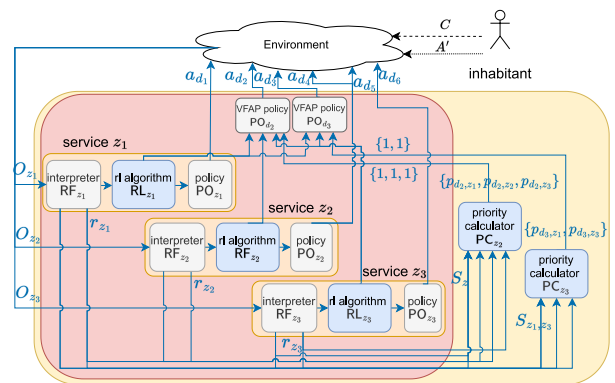 C
Environment
A′
a_{d_1} a_{d_2} a_{d_3} a_{d_4} a_{d_5} a_{d_6}
inhabitant
VFAP policy
PO_{d_2}
VFAP policy
PO_{d_3}
service z_1
{1, 1}
O_{z_1}
interpreter
RF_{z_1}
rl algorithm
RL_{z_1}
policy
PO_{z_1}
{1, 1, 1}
{p_{d_2,z_1}, p_{d_2,z_2}, p_{d_2,z_3}}
r_{z_1}
service z_2
{p_{d_3,z_1}, p_{d_3,z_3}}
O_{z_2}
interpreter
RF_{z_2}
rl algorithm
RF_{z_2}
policy
PO_{z_2}
priority
calculator
PC_{z_2}
r_{z_2}
service z_3
S_z
priority
calculator
PC_{z_3}
O_{z_3}
interpreter
RF_{z_3}
rl algorithm
RL_{z_3}
policy
PO_{z_3}
S_{z_1,z_3}
r_{z_3}